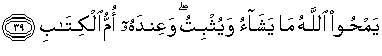 يَمْحُوا۟ ٱللَّهُ مَا يَشَآءُ وَيُثْبِتُ ۖ وَعِندَهُۥٓ أُمُّ ٱلْكِتَـٰبِ ﴿٣٩﴾